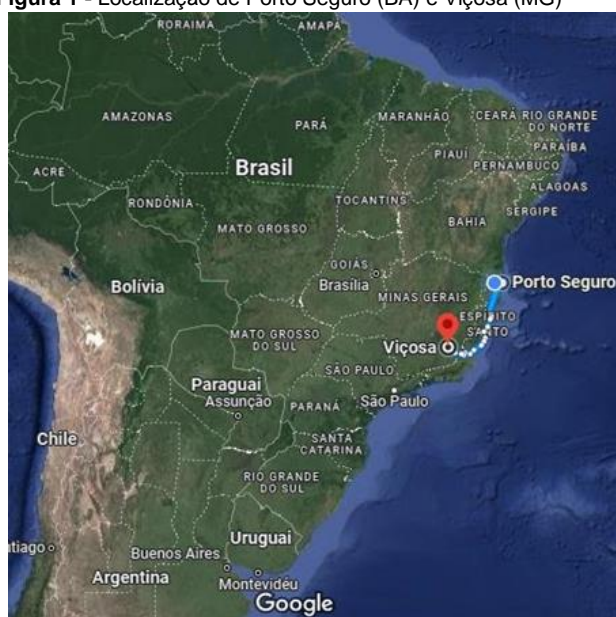 Figura 1 - Localização de Porto Seguro (BA) e Viçosa (MG)
RORAIMA
AMAPÁ
AMAZONAS
PARÁ
MARANHÃO
CEARÁ
RIO GRANDE
DO NORTE
PARAÍBA
PIAUÍ
PERNAMBUCO
ACRE
Brasil
ALAGOAS
RONDÔNIA
TOCANTINS
SERGIPE
MATO GROSSO
BAHIA
GOIÁS
Brasília
Bolívia
MINAS GERAIS
Porto Seguro
ESPÍRITO
SANTO
MATO GROSSO
DO SUL
Viçosa
SÃO PAULO
Paraguai
Assunção
PARANÁ
São Paulo
Chile
SANTA
CATARINA
RIO GRANDE
DO SUL
Uruguai
tiago
Buenos Aires
Argentina
Montevidéu
Google